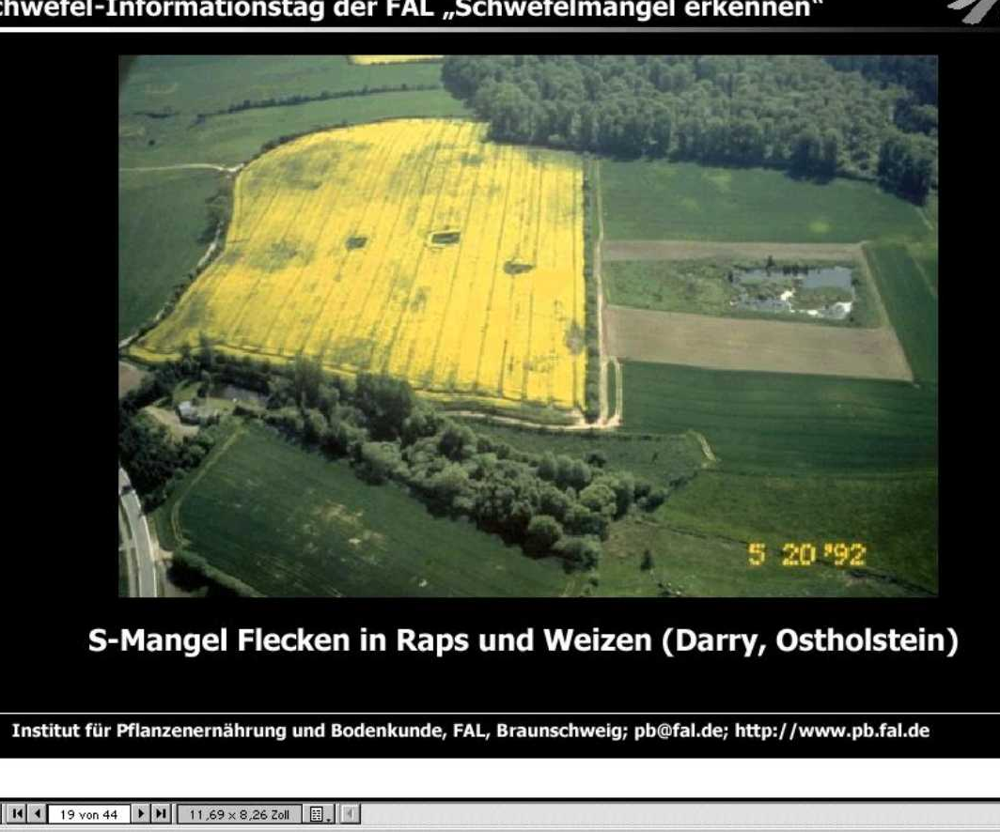 chwefel-Informationstag der FAL „Schwefelmangel erkennen“
5 20 '92
S-Mangel Flecken in Raps und Weizen (Darry, Ostholstein)
Institut für Pflanzenernährung und Bodenkunde, FAL, Braunschweig; pb@fal.de; http://www.pb.fal.de
19 von 44 11,69 x 8,26 Zoll